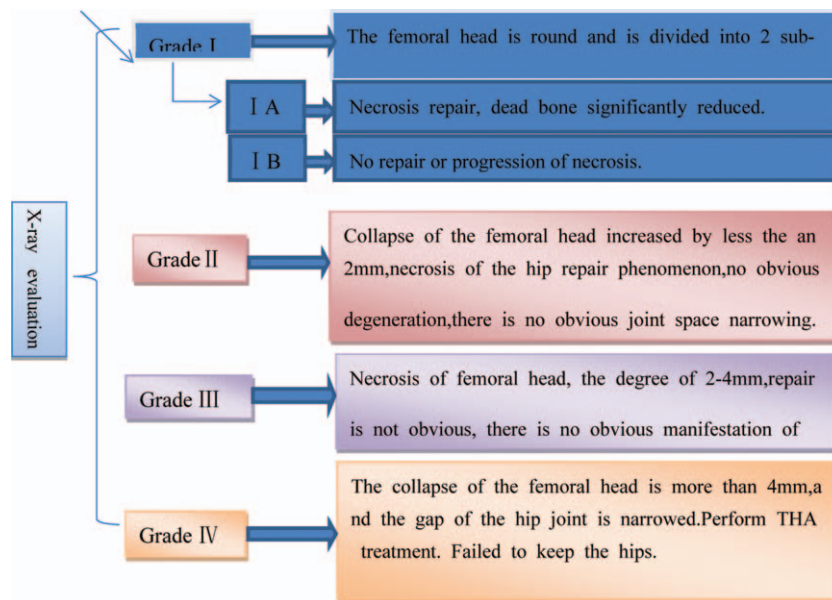 X-ray evaluation
Grade Ⅰ
The femoral head is round and is divided into 2 sub-
Ⅰ A
Necrosis repair, dead bone significantly reduced.
Ⅰ B
No repair or progression of necrosis.
Grade Ⅱ
Collapse of the femoral head increased by less the an
2mm,necrosis of the hip repair phenomenon,no obvious
degeneration,there is no obvious joint space narrowing.
Grade Ⅲ
Necrosis of femoral head, the degree of 2-4mm,repair
is not obvious, there is no obvious manifestation of
Grade Ⅳ
The collapse of the femoral head is more than 4mm,a
nd the gap of the hip joint is narrowed.Perform THA
treatment. Failed to keep the hips.